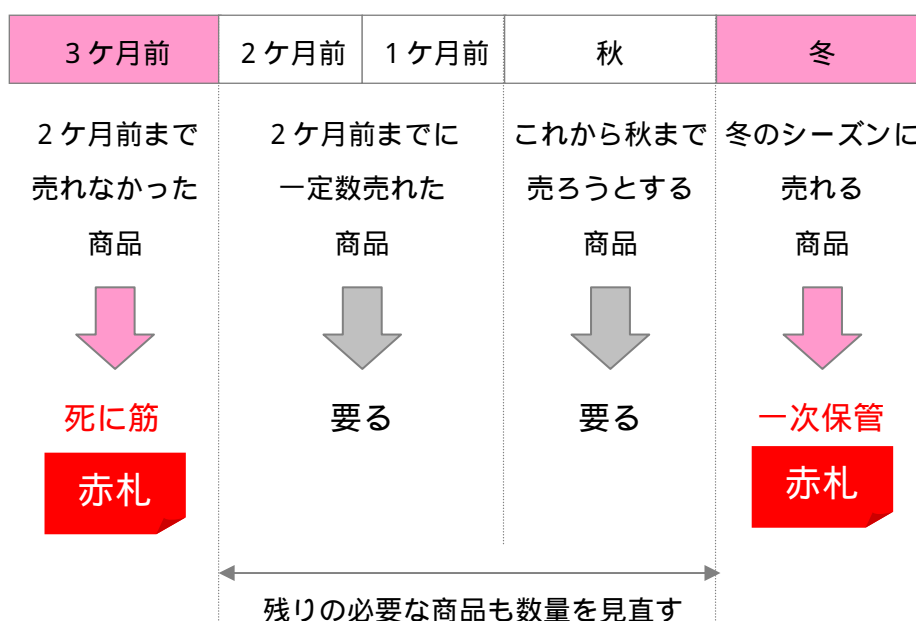 3ケ月前
2ケ月前
1ケ月前
秋
冬
2ケ月前まで
売れなかった
商品
2ケ月前までに
一定数売れた
商品
これから秋まで
売ろうとする
商品
冬のシーズンに
売れる
商品
死に筋
要る
要る
一次保管
赤札
赤札
残りの必要な商品も数量を見直す